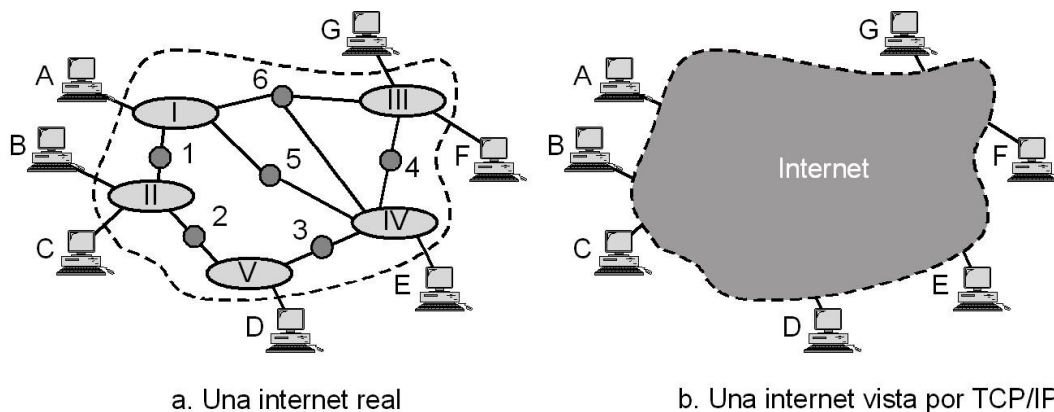 G
A
6
I
III
B
1
5
4
F
II
2
3
IV
C
V
E
D
a. Una internet real
G
A
B
Internet
F
C
E
D
b. Una internet vista por TCP/IP